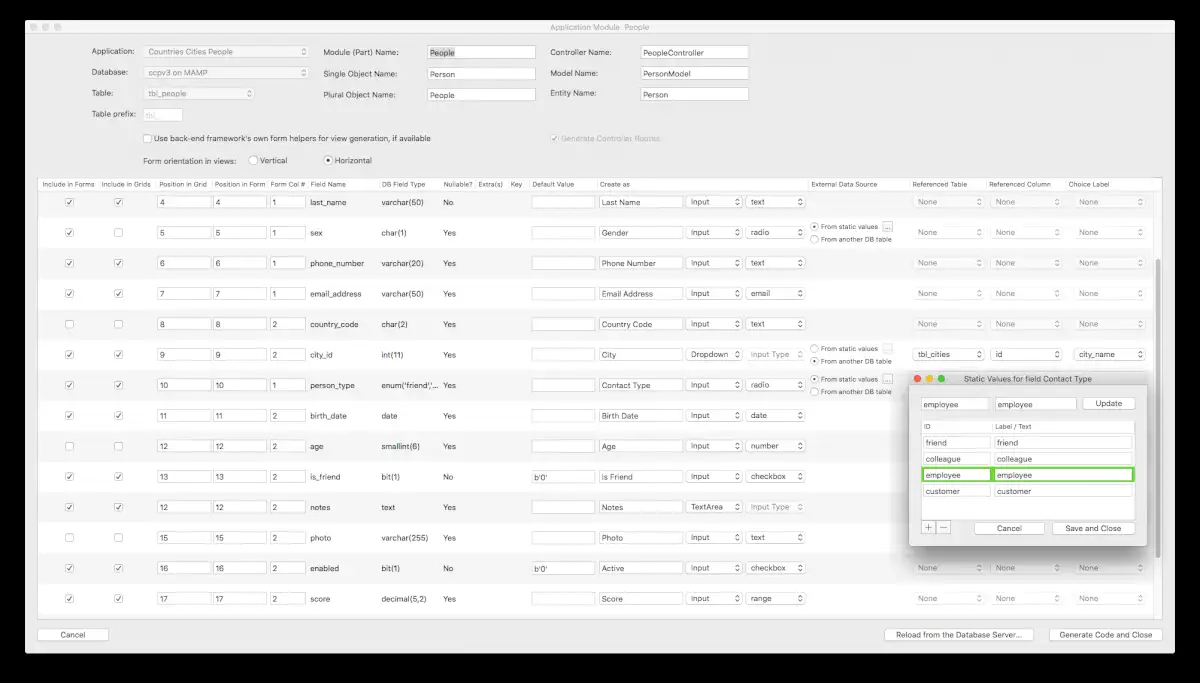 Application Module People
Application: Countries Cities People Module (Part) Name: People Controller Name: PeopleController
Database: ccpv3 on MAMP Single Object Name: Person Model Name: PersonModel
Table: tbl_people Plural Object Name: People Entity Name: Person
Table prefix: tbl_
Use back-end framework's own form helpers for view generation, if available Generate Controller Routes
Form orientation in views: Vertical Horizontal
Include in Forms Include in Grids Position in Grid Position in Form Form Col # Field Name DB Field Type Nullable? Extra(s) Key Default Value Create as External Data Source Referenced Table Referenced Column Choice Label
4 4 1 last_name varchar(50) No Last Name Input text None None None
5 5 1 sex char(1) Yes Gender Input radio From static values ... None None None
From another DB table
6 6 1 phone_number varchar(20) Yes Phone Number Input text None None None
7 7 1 email_address varchar(50) Yes Email Address Input email None None None
8 8 2 country_code char(2) Yes Country Code Input text None None None
9 9 2 city_id int(11) Yes City Dropdown Input Type From static values ... tbl_cities id city_name
From another DB table
10 10 1 person_type enum('friend','... Yes Contact Type Input radio From static values ...
From another DB table
11 11 2 birth_date date Yes Birth Date Input date
12 12 2 age smallint(6) Yes Age Input number
13 13 2 is_friend bit(1) No b'0' Is Friend Input checkbox
12 12 2 notes text Yes Notes TextArea Input Type
15 15 2 photo varchar(255) Yes Photo Input text
16 16 2 enabled bit(1) No b'0' Active Input checkbox None None None
17 17 2 score decimal(5,2) Yes Score Input range None None None
Static Values for field Contact Type
employee employee Update
ID Label / Text
friend friend
colleague colleague
employee employee
customer customer
+ − Cancel Save and Close
Cancel Reload from the Database Server... Generate Code and Close